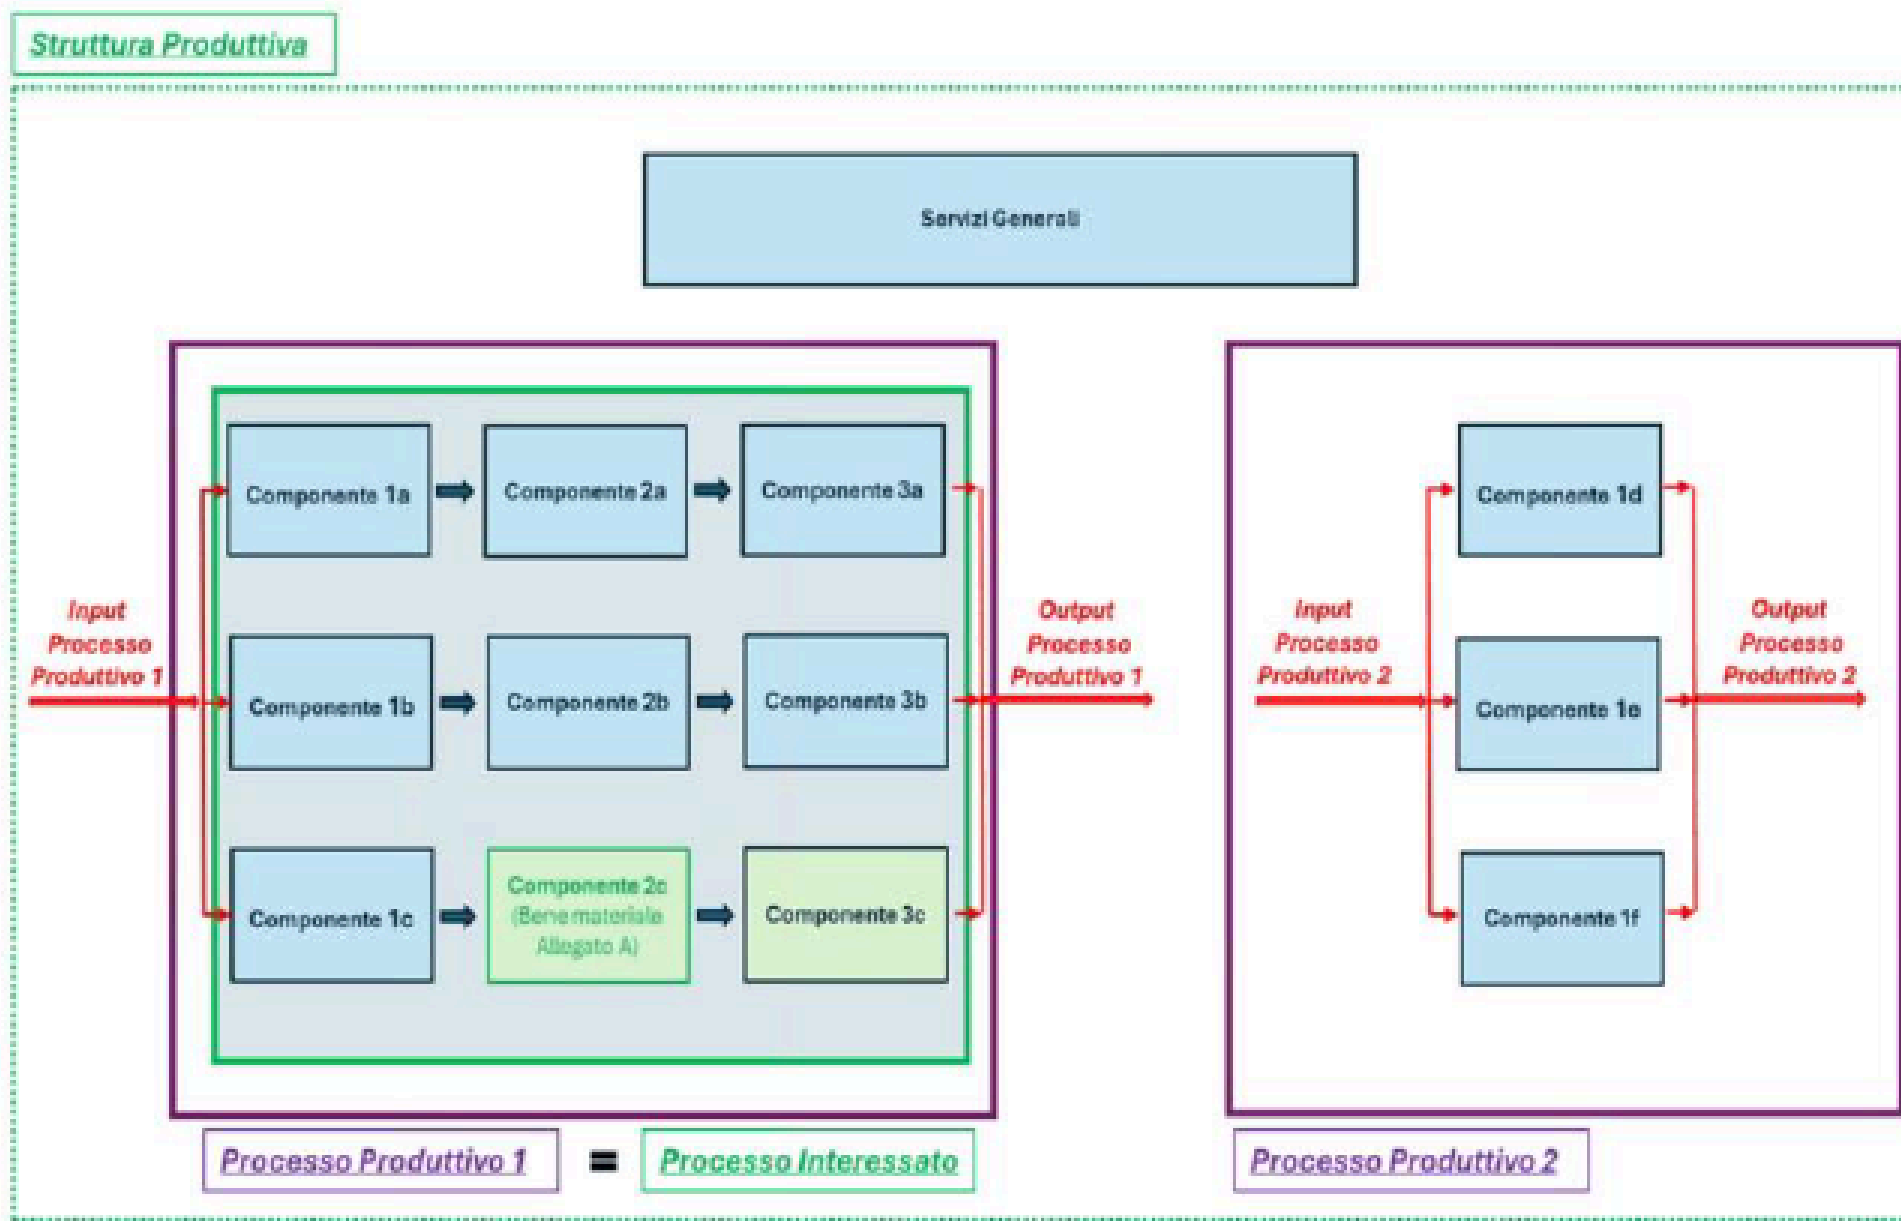 Struttura Produttiva
Servizi Generali
Componente 1a
Componente 2a
Componente 3a
Input
Processo
Produttivo 1
Componente 1b
Componente 2b
Componente 3b
Output
Processo
Produttivo 1
Componente 1c
Componente 2c
(Bene materiale
Allegato A)
Componente 3c
Input
Processo
Produttivo 2
Componente 1d
Componente 1e
Componente 1f
Output
Processo
Produttivo 2
Processo Produttivo 1
=
Processo Interessato
Processo Produttivo 2